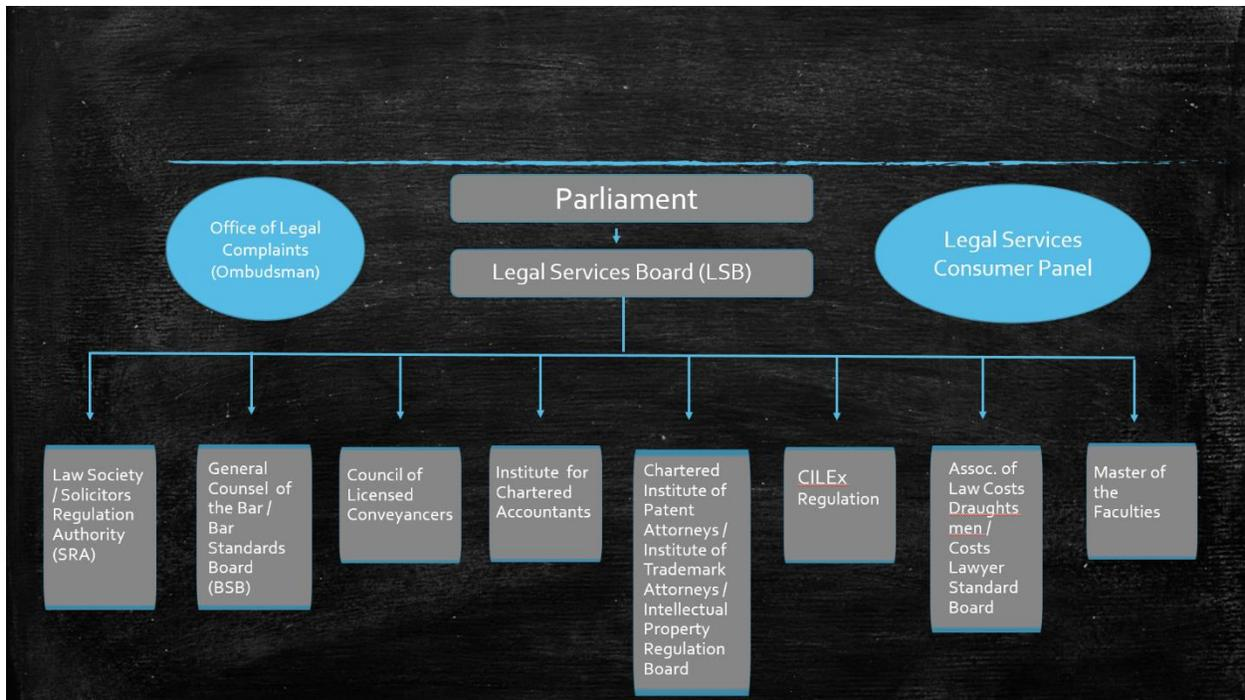 Parliament
Office of Legal
Complaints
(Ombudsman)
Legal Services
Consumer Panel
Legal Services Board (LSB)
Law Society
/ Solicitors
Regulation
Authority
(SRA)
General
Counsel of
the Bar /
Bar
Standards
Board
(BSB)
Council of
Licensed
Conveyancers
Institute for
Chartered
Accountants
Chartered
Institute of
Patent
Attorneys /
Institute of
Trademark
Attorneys /
Intellectual
Property
Regulation
Board
CILEx
Regulation
Assoc. of
Law Costs
Draughts
men /
Costs
Lawyer
Standard
Board
Master of
the
Faculties